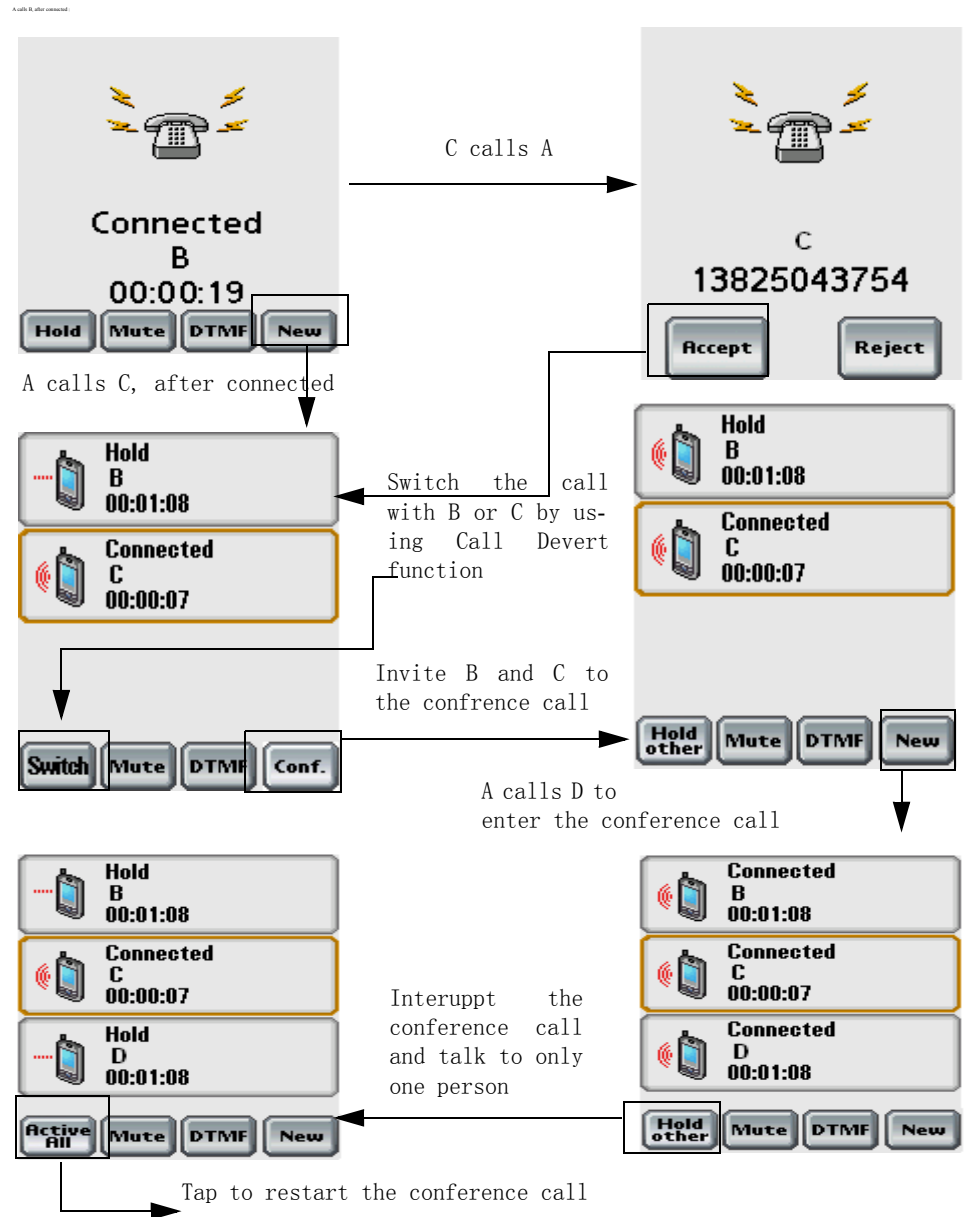 A calls B, after connected :
C calls A
Connected
B
00:00:19
Hold Mute DTMF New
C
13825043754
Accept Reject
A calls C, after connected
Hold
B
00:01:08
Connected
C
00:00:07
Switch Mute DTMF Conf.
Switch the call
with B or C by us-
ing Call Devert
function
Hold
B
00:01:08
Connected
C
00:00:07
Hold other Mute DTMF New
Invite B and C to
the confrence call
A calls D to
enter the conference call
Hold
B
00:01:08
Connected
C
00:00:07
Hold
D
00:01:08
Active All Mute DTMF New
Interuppt the
conference call
and talk to only
one person
Connected
B
00:01:08
Connected
C
00:00:07
Connected
D
00:01:08
Hold other Mute DTMF New
Tap to restart the conference call